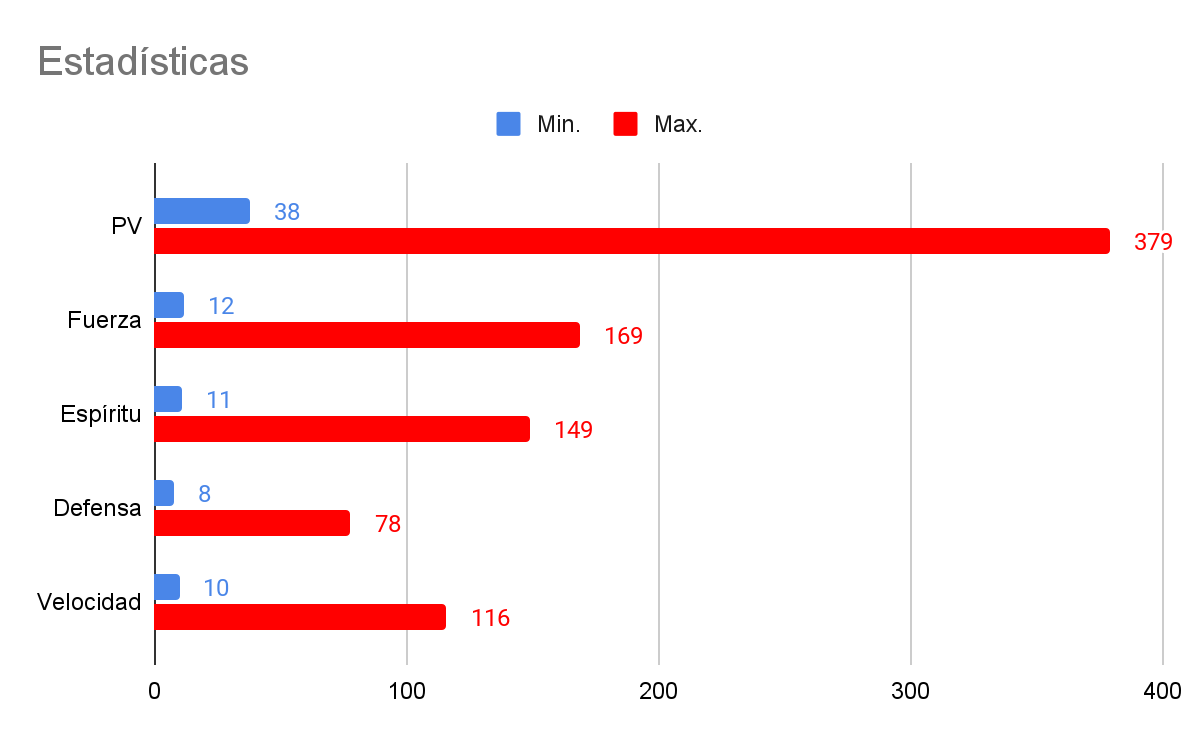 Estadísticas
Min. Max.
PV 38
379
Fuerza 12
169
Espíritu 11
149
Defensa 8
78
Velocidad 10
116
0 100 200 300 400